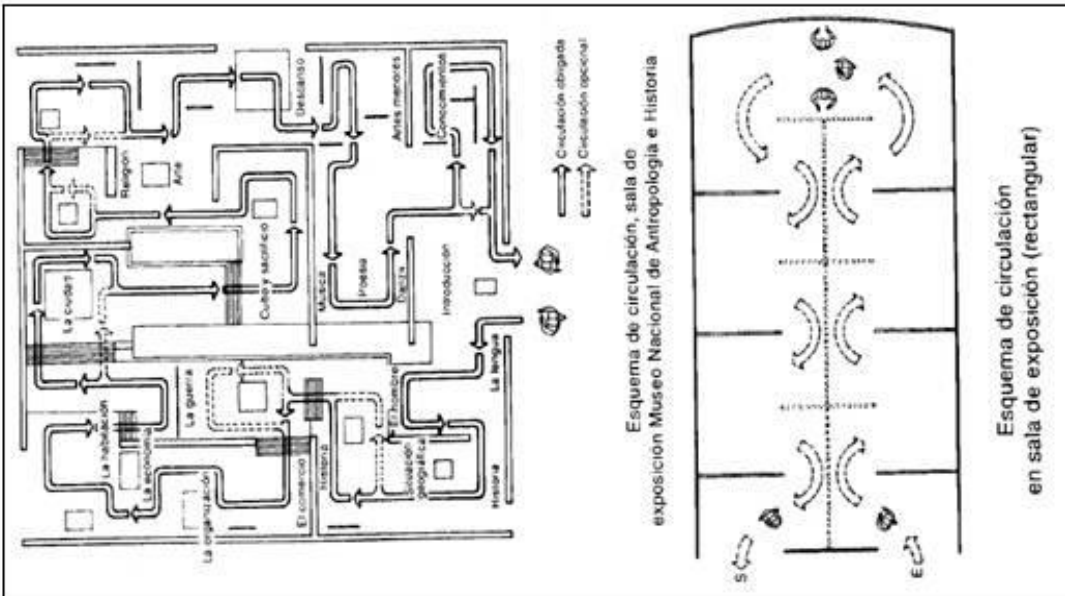 La habitación
La economía
La organización
El comercio
Historia
Situación
geográfica
Historia
La guerra
La ciudad
Culto y sacrificio
Religión
Arte
Descanso
Música
Poesía
Danza
Artes menores
Conocimientos
Introducción
El hombre
La lengua
Circulación obligada
Circulación opcional
Esquema de circulación, sala de
exposición Museo Nacional de Antropología e Historia
S
E
Esquema de circulación
en sala de exposición (rectangular)